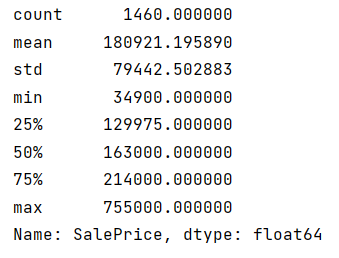 count 1460.000000
mean 180921.195890
std 79442.502883
min 34900.000000
25% 129975.000000
50% 163000.000000
75% 214000.000000
max 755000.000000
Name: SalePrice, dtype: float64